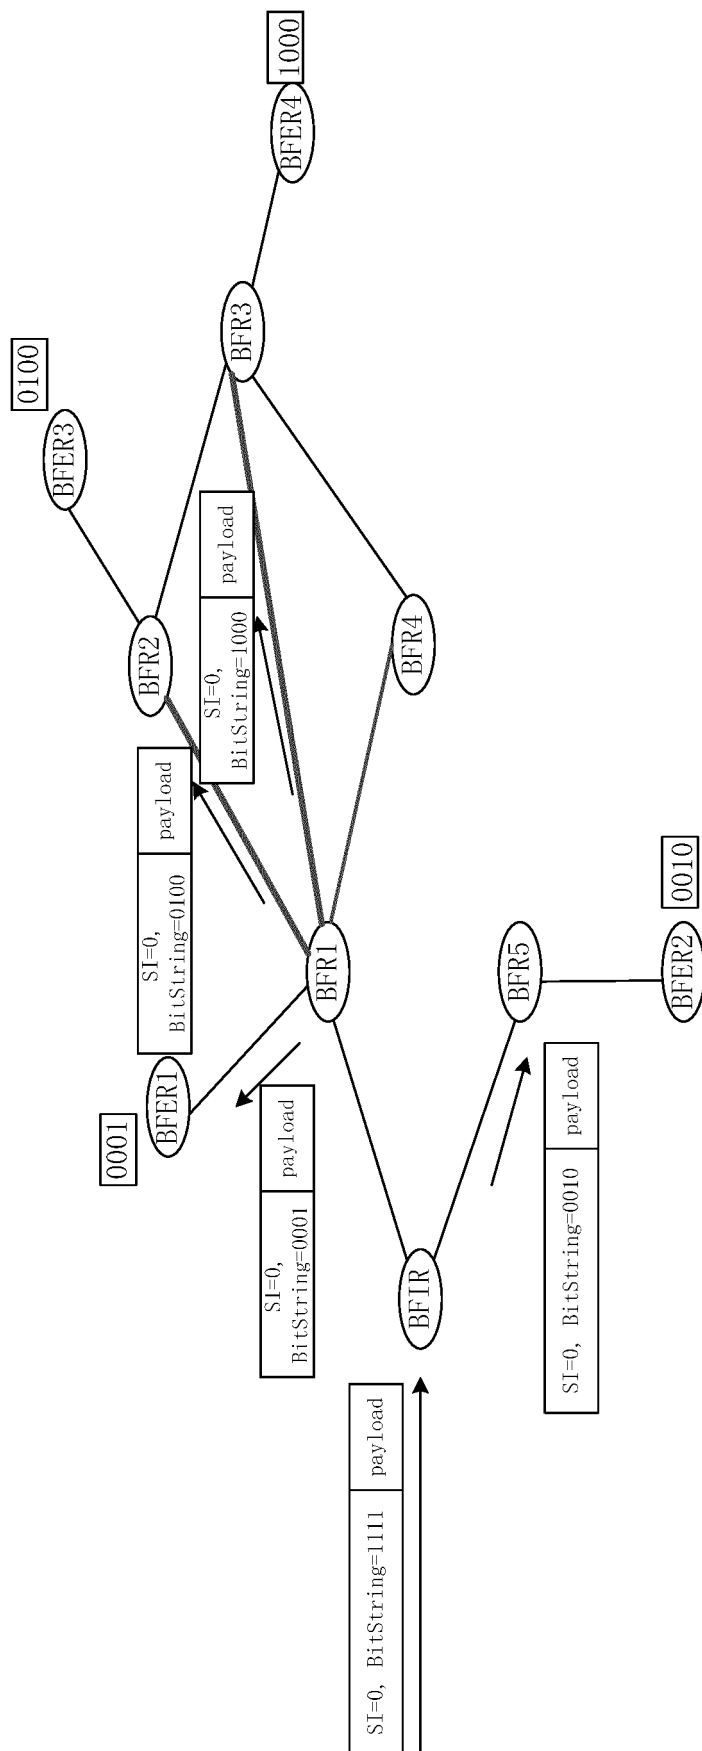 SI=0, BitString=1111
payload
BFIR
SI=0, BitString=0010
payload
BFR5
BFER2
0010
BFR1
SI=0,
BitString=0001
payload
BFER1
0001
SI=0,
BitString=0100
payload
BFR2
BFER3
0100
SI=0,
BitString=1000
payload
BFR4
BFR3
BFER4
1000